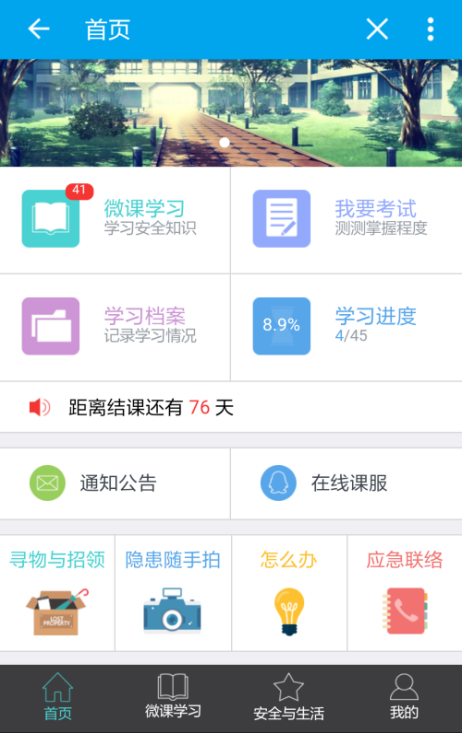 首页
41
微课学习
学习安全知识
我要考试
测测掌握程度
学习档案
记录学习情况
8.9%
学习进度
4/45
距离结课还有 76 天
通知公告
在线课服
寻物与招领
隐患随手拍
怎么办
应急联络
LOST
PROPERTY
首页
微课学习
安全与生活
我的